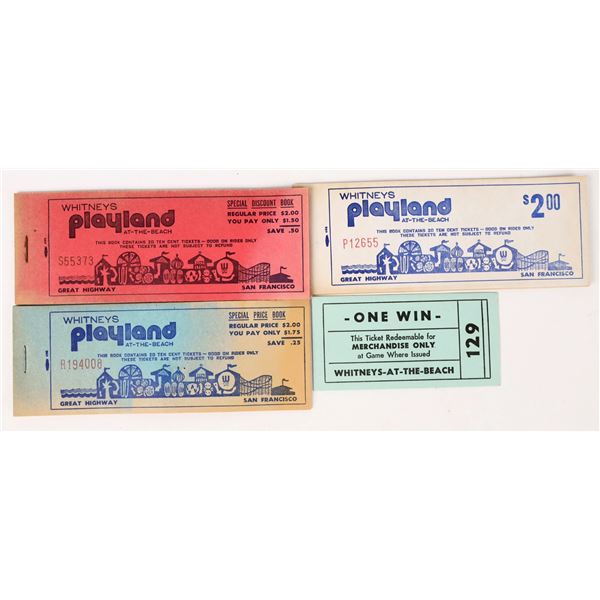 WHITNEYS
playland
AT-THE-BEACH
SPECIAL DISCOUNT BOOK
REGULAR PRICE $2.00
YOU PAY ONLY $1.50
SAVE .50
THIS BOOK CONTAINS 20 TEN CENT TICKETS — GOOD ON RIDES ONLY
THESE TICKETS ARE NOT SUBJECT TO REFUND
S55373
W
GREAT HIGHWAY
SAN FRANCISCO
WHITNEYS
playland
AT-THE-BEACH
$2.00
THIS BOOK CONTAINS 20 TEN CENT TICKETS — GOOD ON RIDES ONLY
THESE TICKETS ARE NOT SUBJECT TO REFUND
P12655
W
GREAT HIGHWAY
SAN FRANCISCO
WHITNEYS
playland
AT-THE-BEACH
SPECIAL PRICE BOOK
REGULAR PRICE $2.00
YOU PAY ONLY $1.75
SAVE .25
THIS BOOK CONTAINS 20 TEN CENT TICKETS — GOOD ON RIDES ONLY
THESE TICKETS ARE NOT SUBJECT TO REFUND
R194008
W
GREAT HIGHWAY
SAN FRANCISCO
- ONE WIN -
This Ticket Redeemable for
MERCHANDISE ONLY
at Game Where Issued
WHITNEYS-AT-THE-BEACH
129